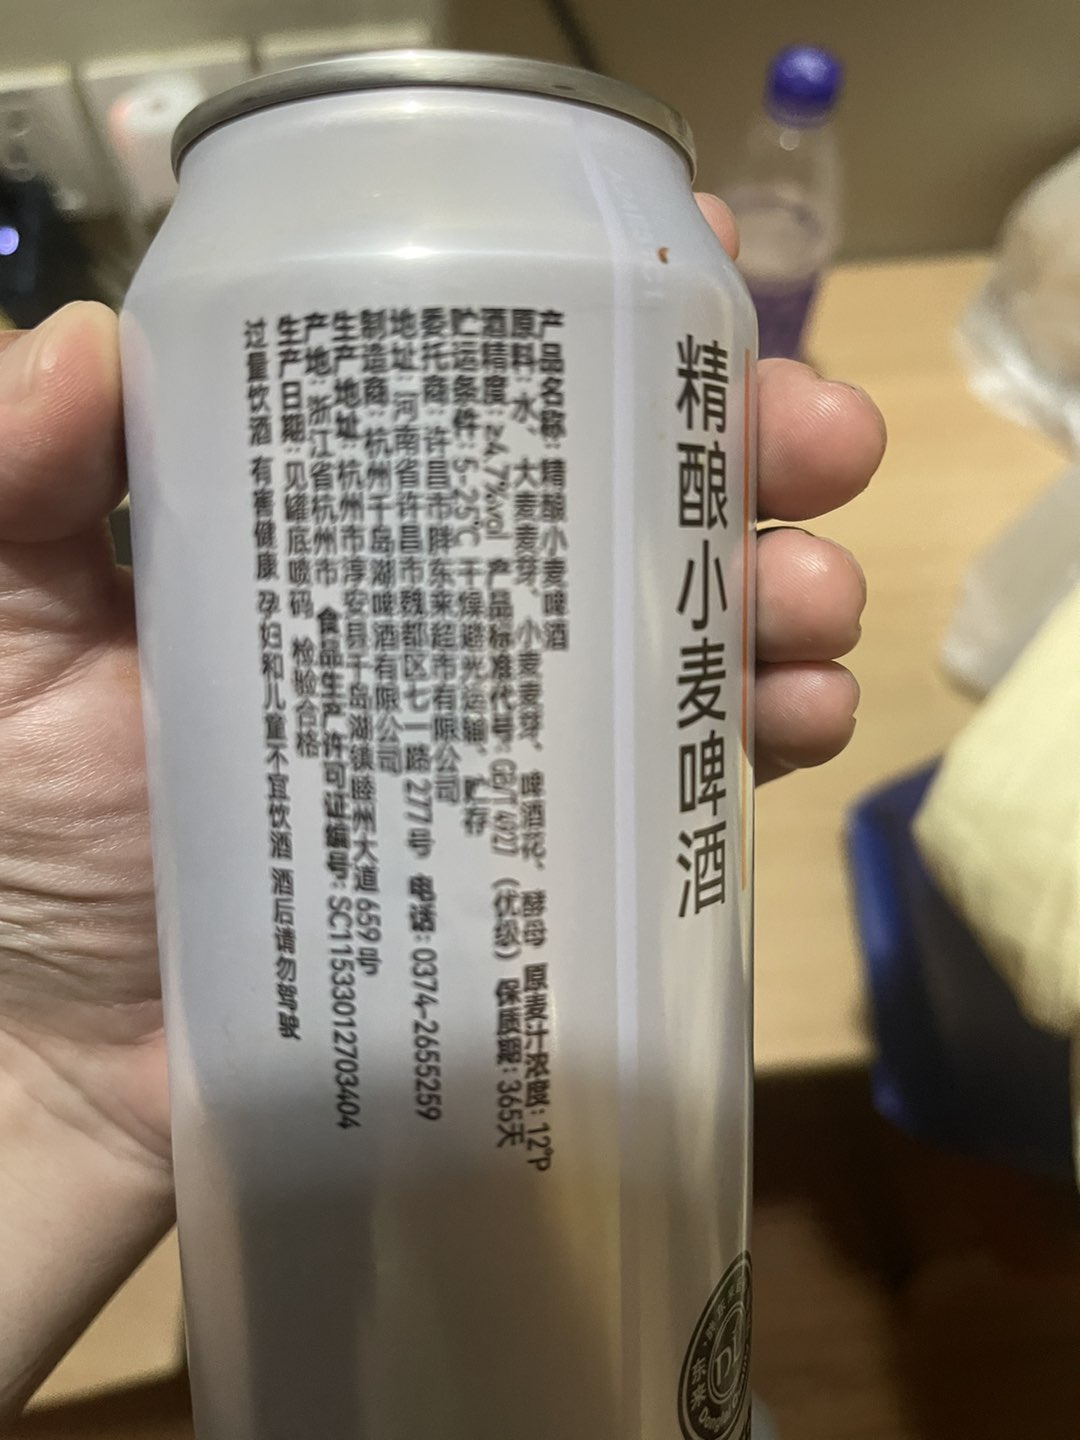 精酿小麦啤酒
产品名称：精酿小麦啤酒
原料：水、大麦麦芽、小麦麦芽、啤酒花、酵母 原麦汁浓度：12°P
酒精度：≥4.7%vol 产品标准代号：GB/T 4927（优级）保质期：365天
贮运条件：5-25℃ 干燥避光运输、贮存
委托商：许昌市胖东来超市有限公司
地址：河南省许昌市魏都区七一路277号 电话：0374-2655259
制造商：杭州千岛湖啤酒有限公司
生产地址：杭州市淳安县千岛湖镇睦州大道659号
产地：浙江省杭州市 食品生产许可证编号：SC11533012703404
生产日期：见罐底喷码 检验合格
过量饮酒 有害健康 孕妇和儿童不宜饮酒 酒后请勿驾驶
东来
DL